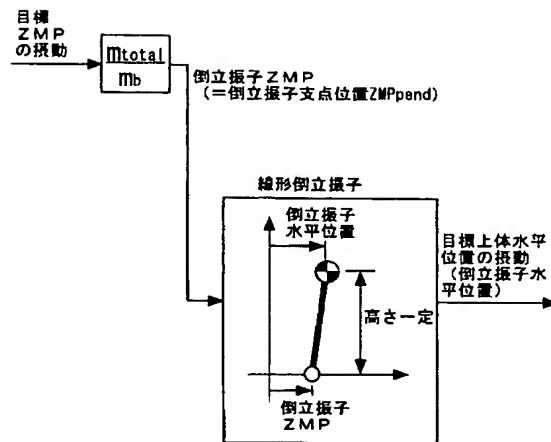 目標
ZMP
の摂動
mtotal
mb
倒立振子ZMP
(=倒立振子支点位置ZMPpend)
線形倒立振子
倒立振子
水平位置
高さ一定
倒立振子
ZMP
目標上体水平
位置の摂動
(倒立振子水
平位置)